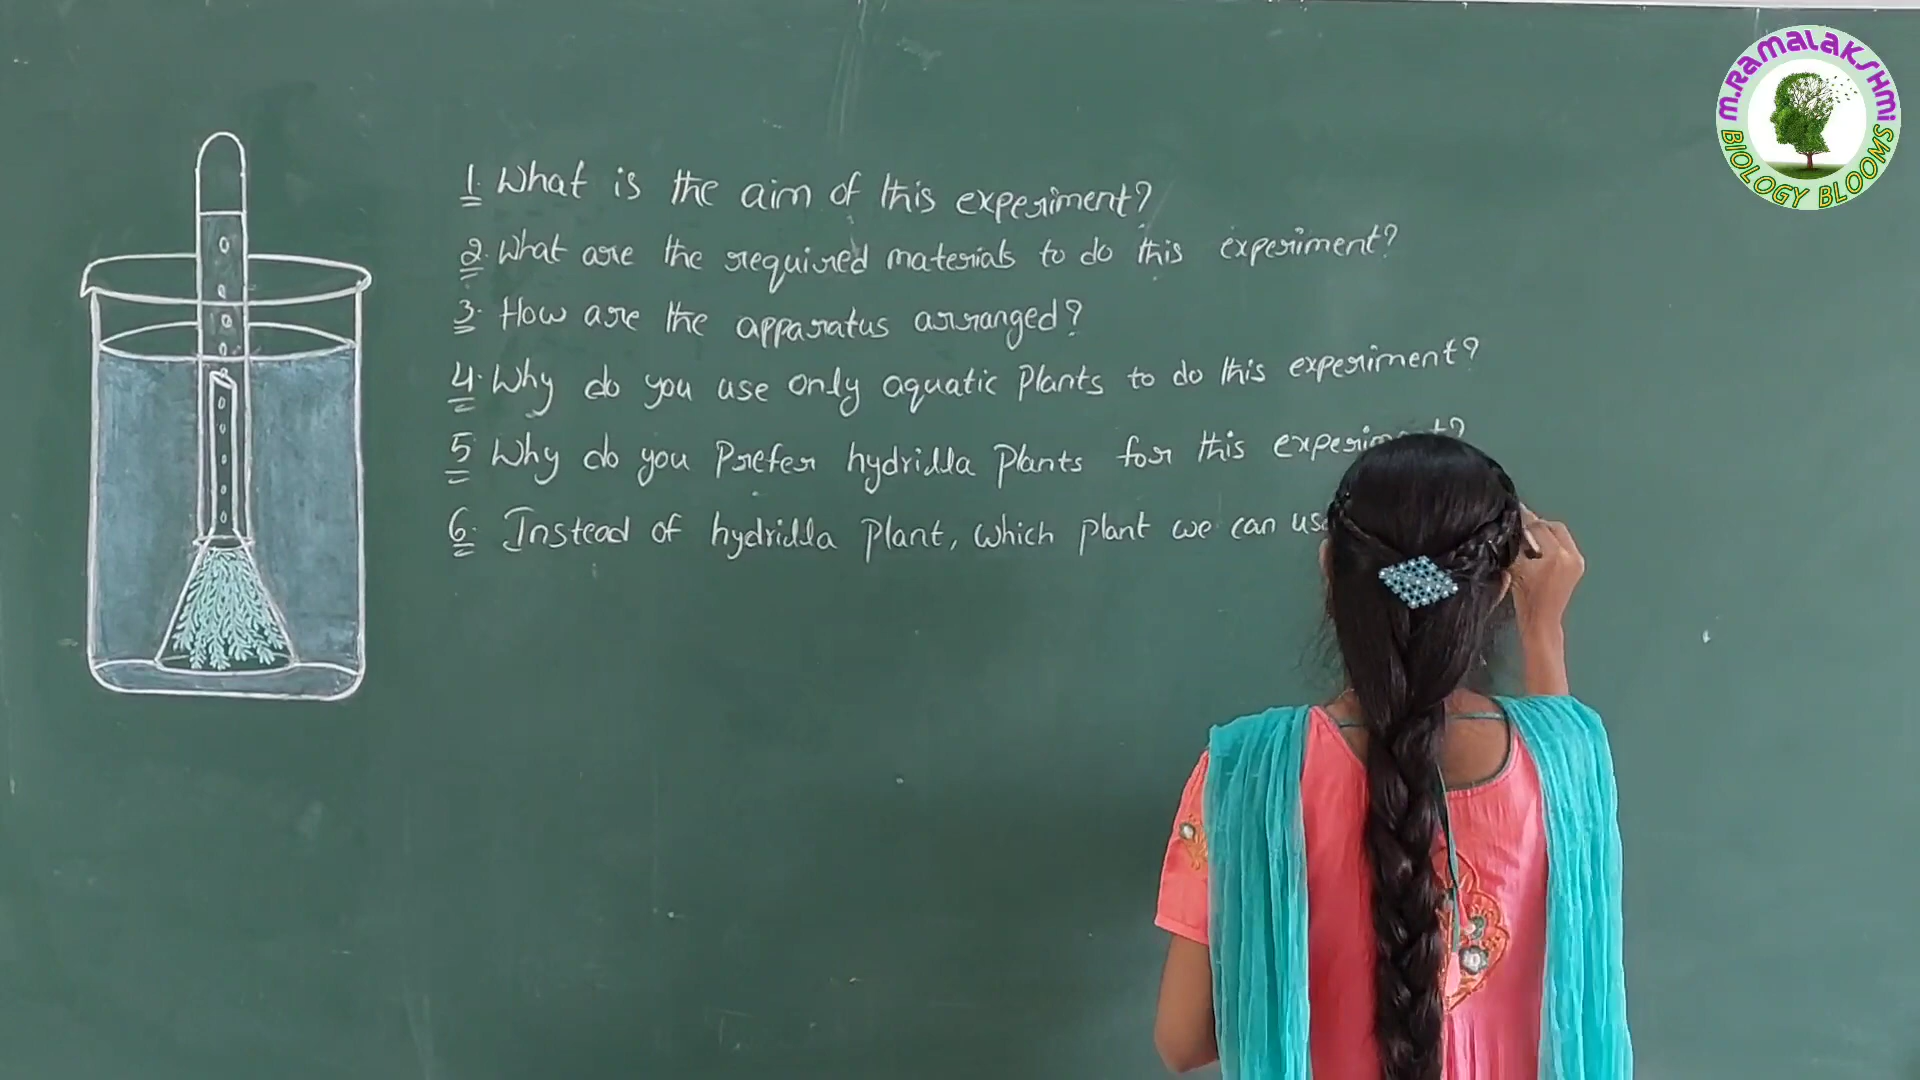 1. What is the aim of this experiment?
2. What are the required materials to do this experiment?
3. How are the apparatus arranged?
4. Why do you use only aquatic plants to do this experiment?
5. Why do you Prefer hydrilla Plants for this
6. Instead of hydrilla Plant, which plant we can
M.RAMALAKSHMI
BIOLOGY BLOOMS